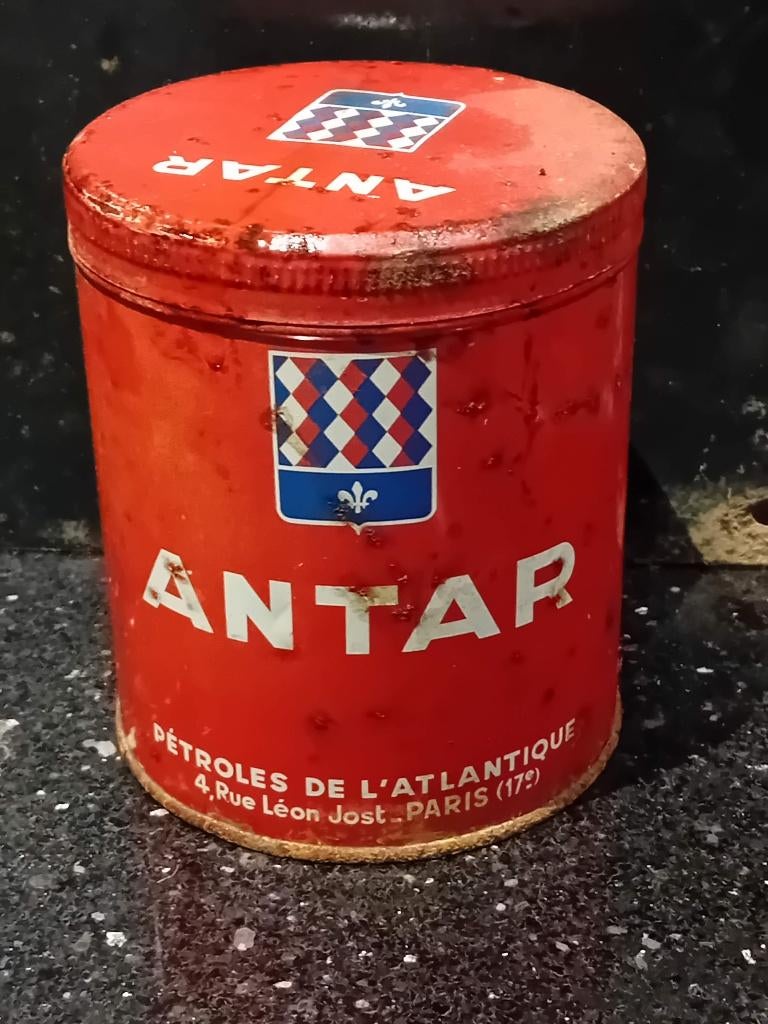 ANTAR
ANTAR
PÉTROLES DE L'ATLANTIQUE
4, Rue Léon Jost - PARIS (17e)